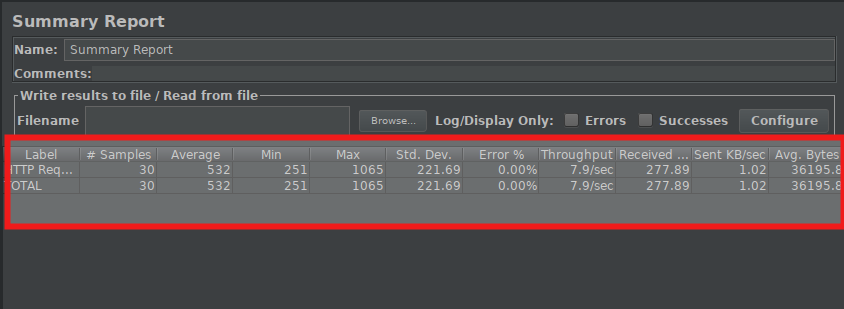 Summary Report
Name: Summary Report
Comments:
Write results to file / Read from file
Filename Browse... Log/Display Only: Errors Successes Configure
Label # Samples Average Min Max Std. Dev. Error % Throughput Received ... Sent KB/sec Avg. Bytes
HTTP Req... 30 532 251 1065 221.69 0.00% 7.9/sec 277.89 1.02 36195.8
TOTAL 30 532 251 1065 221.69 0.00% 7.9/sec 277.89 1.02 36195.8